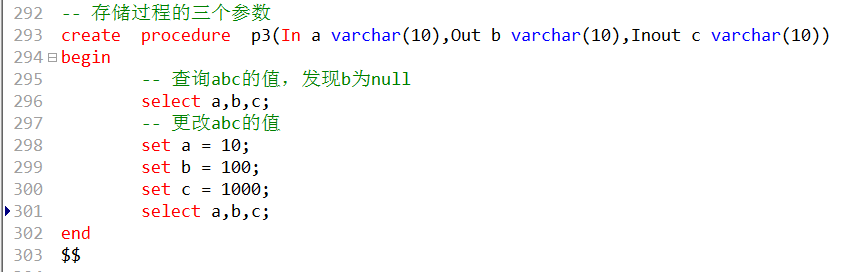 292 -- 存储过程的三个参数
293 create  procedure  p3(In a varchar(10),Out b varchar(10),Inout c varchar(10))
294 begin
295         -- 查询abc的值，发现b为null
296         select a,b,c;
297         -- 更改abc的值
298         set a = 10;
299         set b = 100;
300         set c = 1000;
301         select a,b,c;
302 end
303 $$